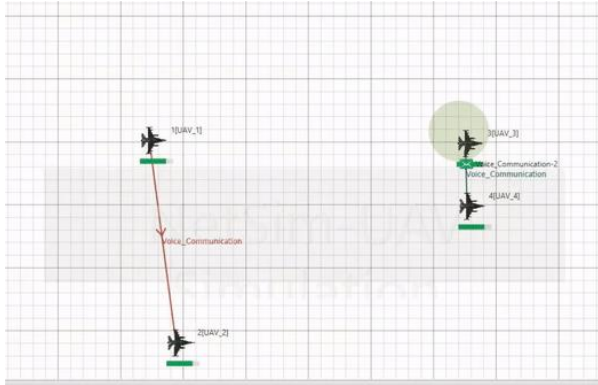 1[UAV_1]
3[UAV_3]
Voice_Communication-2
Voice_Communication
4[UAV_4]
Voice_Communication
2[UAV_2]